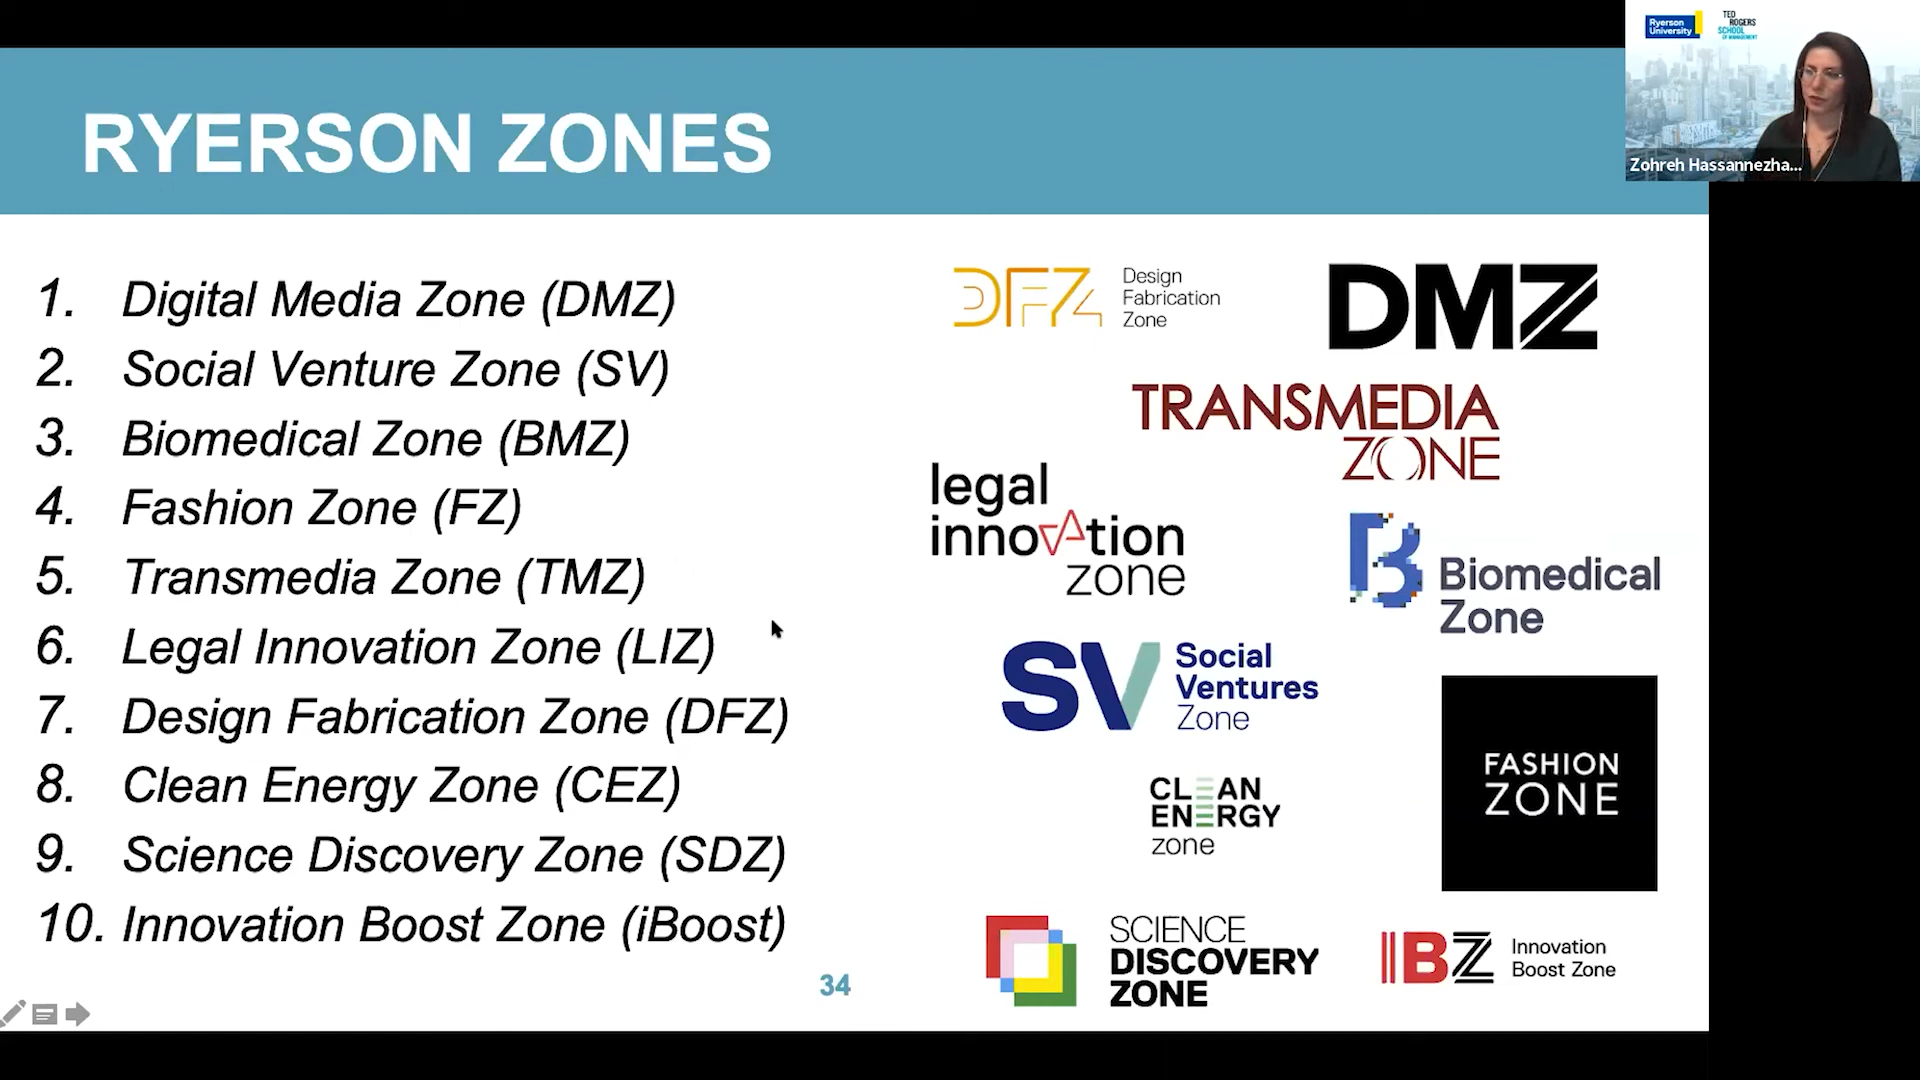 Ryerson
University
TED
ROGERS
SCHOOL
OF MANAGEMENT
Zohreh Hassannezha...
RYERSON ZONES
1. Digital Media Zone (DMZ)
2. Social Venture Zone (SV)
3. Biomedical Zone (BMZ)
4. Fashion Zone (FZ)
5. Transmedia Zone (TMZ)
6. Legal Innovation Zone (LIZ)
7. Design Fabrication Zone (DFZ)
8. Clean Energy Zone (CEZ)
9. Science Discovery Zone (SDZ)
10. Innovation Boost Zone (iBoost)
DFZ
Design
Fabrication
Zone
DMZ
TRANSMEDIA
ZONE
legal
innovation
zone
B
Biomedical
Zone
SV
Social
Ventures
Zone
FASHION
ZONE
CLEAN
ENERGY
zone
SCIENCE
DISCOVERY
ZONE
IBZ
Innovation
Boost Zone
34